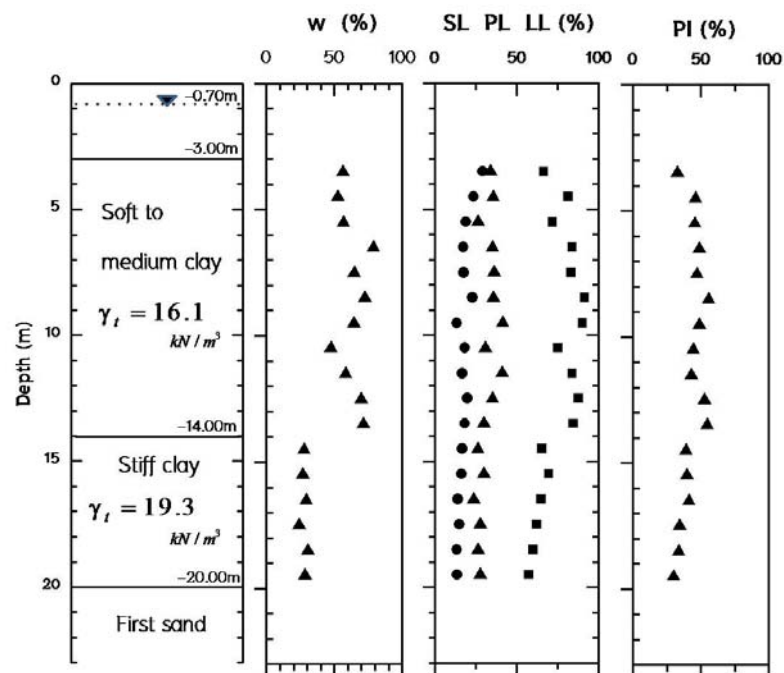 w (%)
SL PL LL (%)
PI (%)
0 50 100
0 50 100
0 50 100
0
5
10
15
20
Depth (m)
−0.70m
−3.00m
Soft to
medium clay
γt = 16.1
kN / m³
−14.00m
Stiff clay
γt = 19.3
kN / m³
−20.00m
First sand